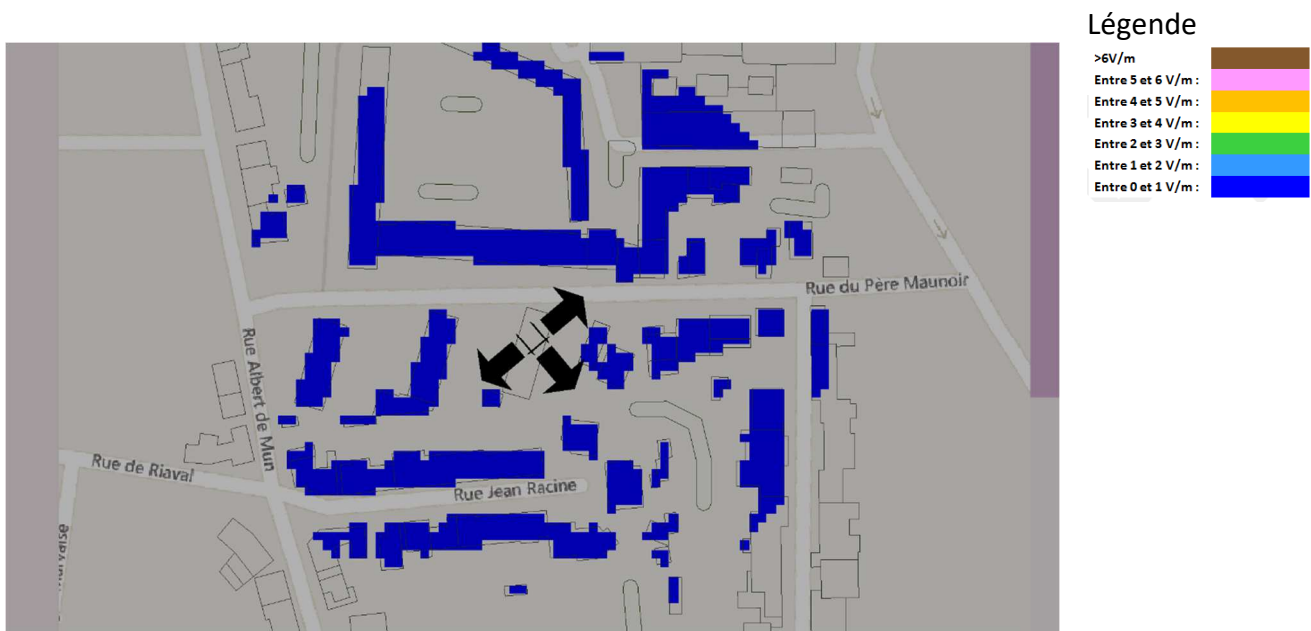 Légende
>6V/m
Entre 5 et 6 V/m :
Entre 4 et 5 V/m :
Entre 3 et 4 V/m :
Entre 2 et 3 V/m :
Entre 1 et 2 V/m :
Entre 0 et 1 V/m :
Rue du Père Maunoir
Rue Albert de Mun
Rue de Riaval
Rue Jean Racine